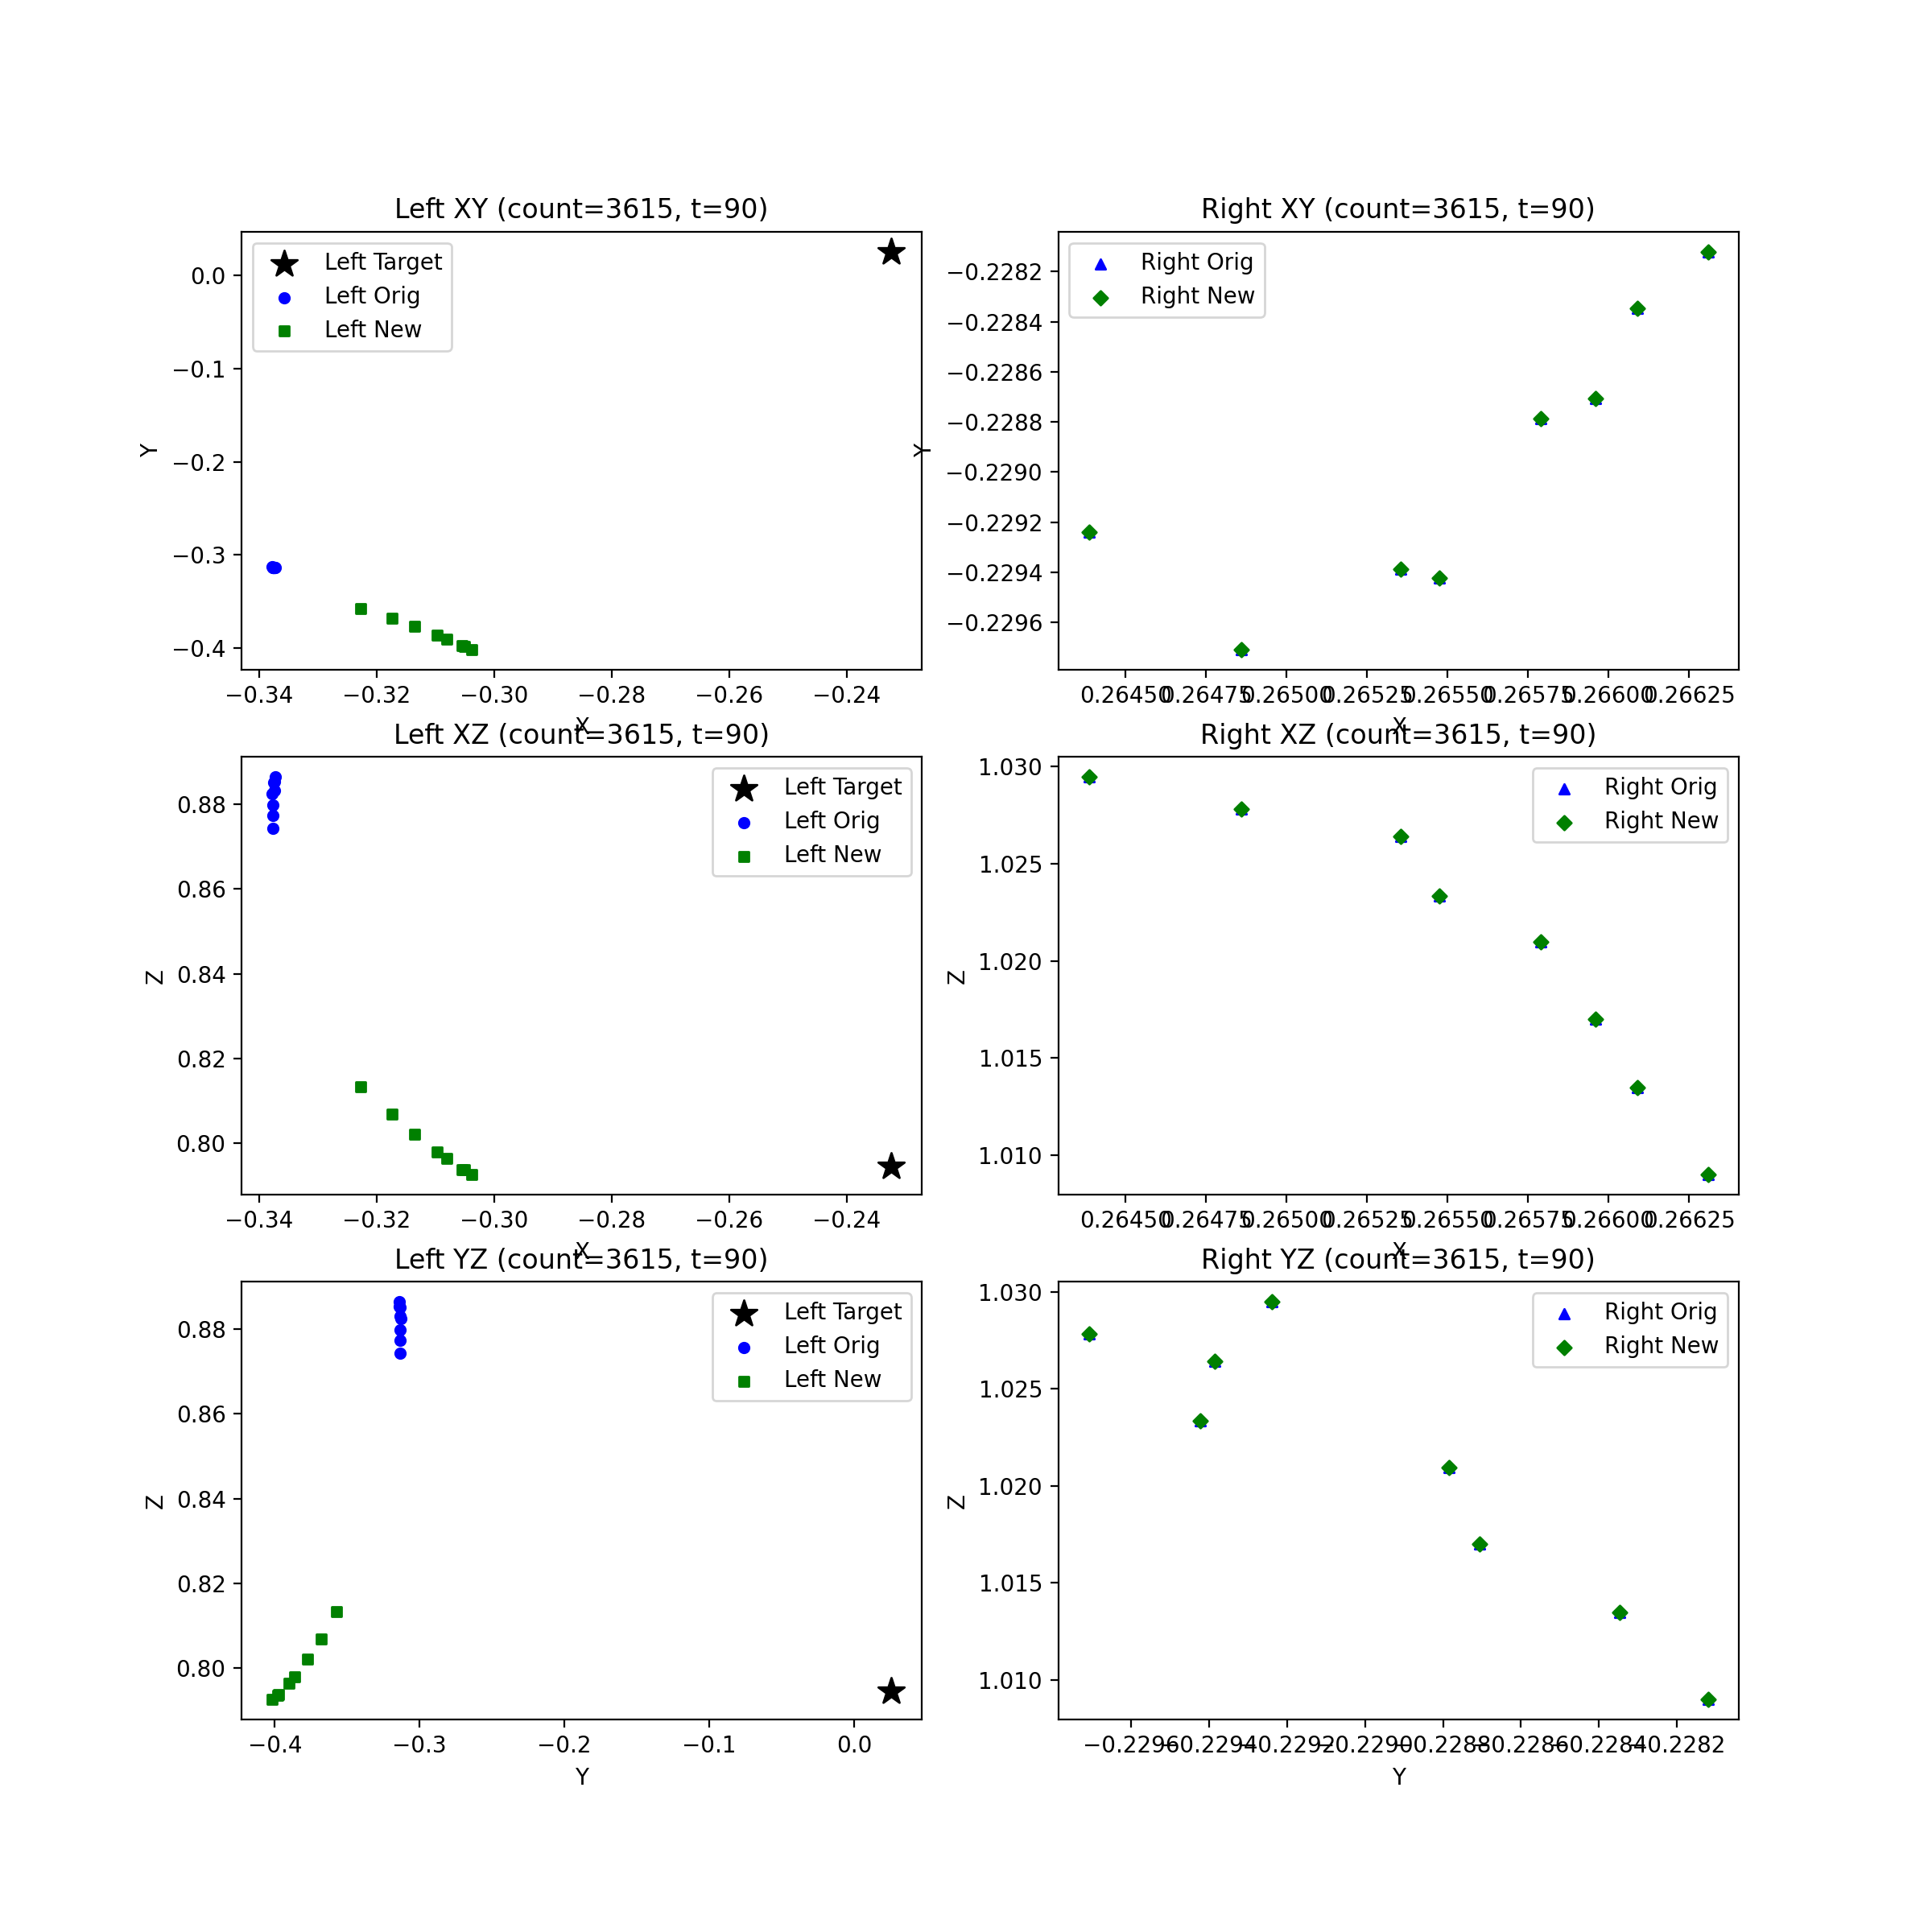 Left XY (count=3615, t=90)
Left Target
Left Orig
Left New
0.0
−0.1
−0.2
−0.3
−0.4
Y
−0.34 −0.32 −0.30 −0.28 −0.26 −0.24
X
Right XY (count=3615, t=90)
Right Orig
Right New
−0.2282
−0.2284
−0.2286
−0.2288
−0.2290
−0.2292
−0.2294
−0.2296
Y
0.26450 0.26475 0.26500 0.26525 0.26550 0.26575 0.26600 0.26625
X
Left XZ (count=3615, t=90)
Left Target
Left Orig
Left New
0.88
0.86
0.84
0.82
0.80
Z
−0.34 −0.32 −0.30 −0.28 −0.26 −0.24
X
Right XZ (count=3615, t=90)
Right Orig
Right New
1.030
1.025
1.020
1.015
1.010
Z
0.26450 0.26475 0.26500 0.26525 0.26550 0.26575 0.26600 0.26625
X
Left YZ (count=3615, t=90)
Left Target
Left Orig
Left New
0.88
0.86
0.84
0.82
0.80
Z
−0.4 −0.3 −0.2 −0.1 0.0
Y
Right YZ (count=3615, t=90)
Right Orig
Right New
1.030
1.025
1.020
1.015
1.010
Z
−0.2296 −0.2294 −0.2292 −0.2290 −0.2288 −0.2286 −0.2284 −0.2282
Y